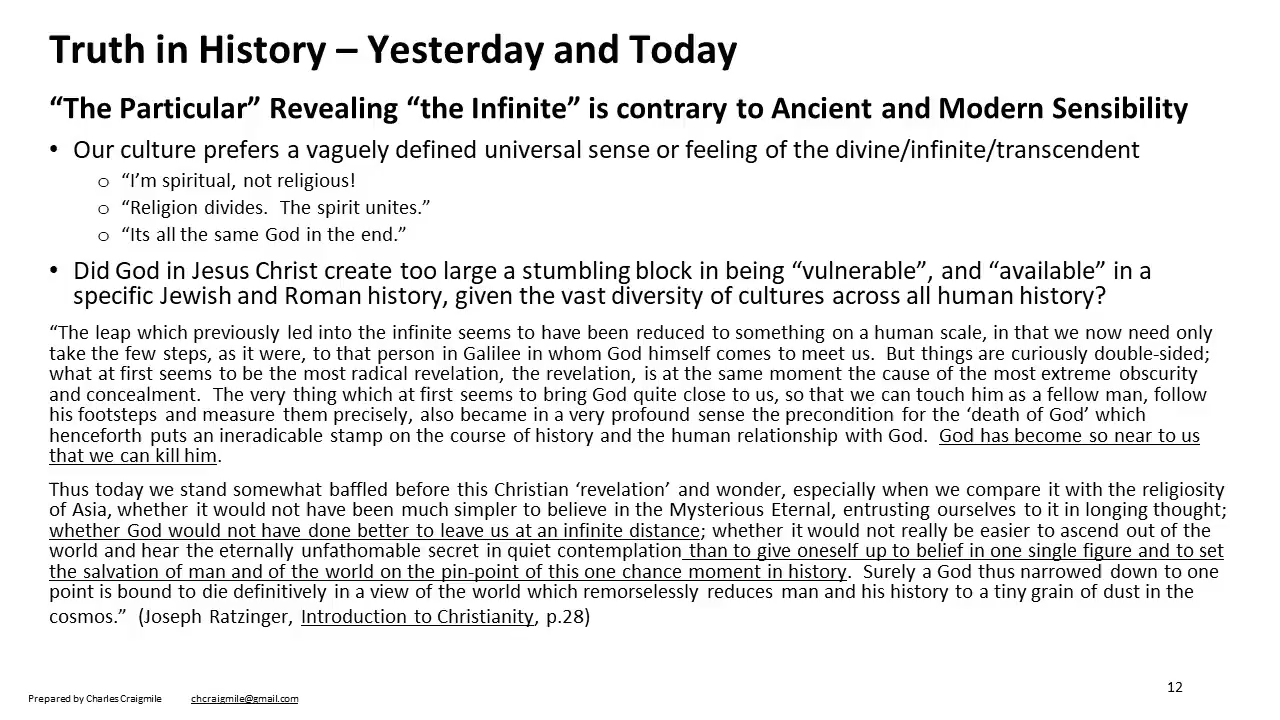 Truth in History – Yesterday and Today
“The Particular” Revealing “the Infinite” is contrary to Ancient and Modern Sensibility
• Our culture prefers a vaguely defined universal sense or feeling of the divine/infinite/transcendent
o “I’m spiritual, not religious!
o “Religion divides.  The spirit unites.”
o “Its all the same God in the end.”
• Did God in Jesus Christ create too large a stumbling block in being “vulnerable”, and “available” in a
specific Jewish and Roman history, given the vast diversity of cultures across all human history?
“The leap which previously led into the infinite seems to have been reduced to something on a human scale, in that we now need only
take the few steps, as it were, to that person in Galilee in whom God himself comes to meet us.  But things are curiously double-sided;
what at first seems to be the most radical revelation, the revelation, is at the same moment the cause of the most extreme obscurity
and concealment.  The very thing which at first seems to bring God quite close to us, so that we can touch him as a fellow man, follow
his footsteps and measure them precisely, also became in a very profound sense the precondition for the ‘death of God’ which
henceforth puts an ineradicable stamp on the course of history and the human relationship with God.  God has become so near to us
that we can kill him.
Thus today we stand somewhat baffled before this Christian ‘revelation’ and wonder, especially when we compare it with the religiosity
of Asia, whether it would not have been much simpler to believe in the Mysterious Eternal, entrusting ourselves to it in longing thought;
whether God would not have done better to leave us at an infinite distance; whether it would not really be easier to ascend out of the
world and hear the eternally unfathomable secret in quiet contemplation than to give oneself up to belief in one single figure and to set
the salvation of man and of the world on the pin-point of this one chance moment in history.  Surely a God thus narrowed down to one
point is bound to die definitively in a view of the world which remorselessly reduces man and his history to a tiny grain of dust in the
cosmos.”  (Joseph Ratzinger, Introduction to Christianity, p.28)
Prepared by Charles Craigmile chcraigmile@gmail.com
12